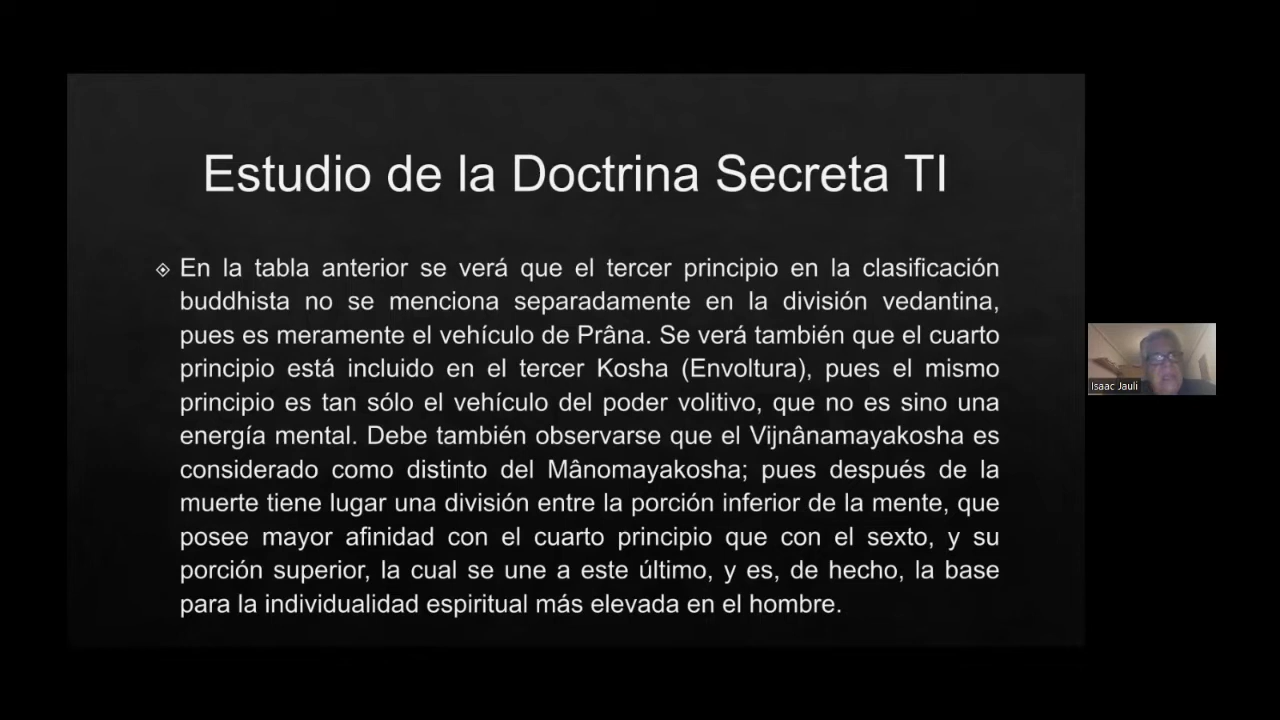 Estudio de la Doctrina Secreta TI
En la tabla anterior se verá que el tercer principio en la clasificación
buddhista no se menciona separadamente en la división vedantina,
pues es meramente el vehículo de Prâna. Se verá también que el cuarto
principio está incluido en el tercer Kosha (Envoltura), pues el mismo
principio es tan sólo el vehículo del poder volitivo, que no es sino una
energía mental. Debe también observarse que el Vijnânamayakosha es
considerado como distinto del Mânomayakosha; pues después de la
muerte tiene lugar una división entre la porción inferior de la mente, que
posee mayor afinidad con el cuarto principio que con el sexto, y su
porción superior, la cual se une a este último, y es, de hecho, la base
para la individualidad espiritual más elevada en el hombre.
Isaac Jauli